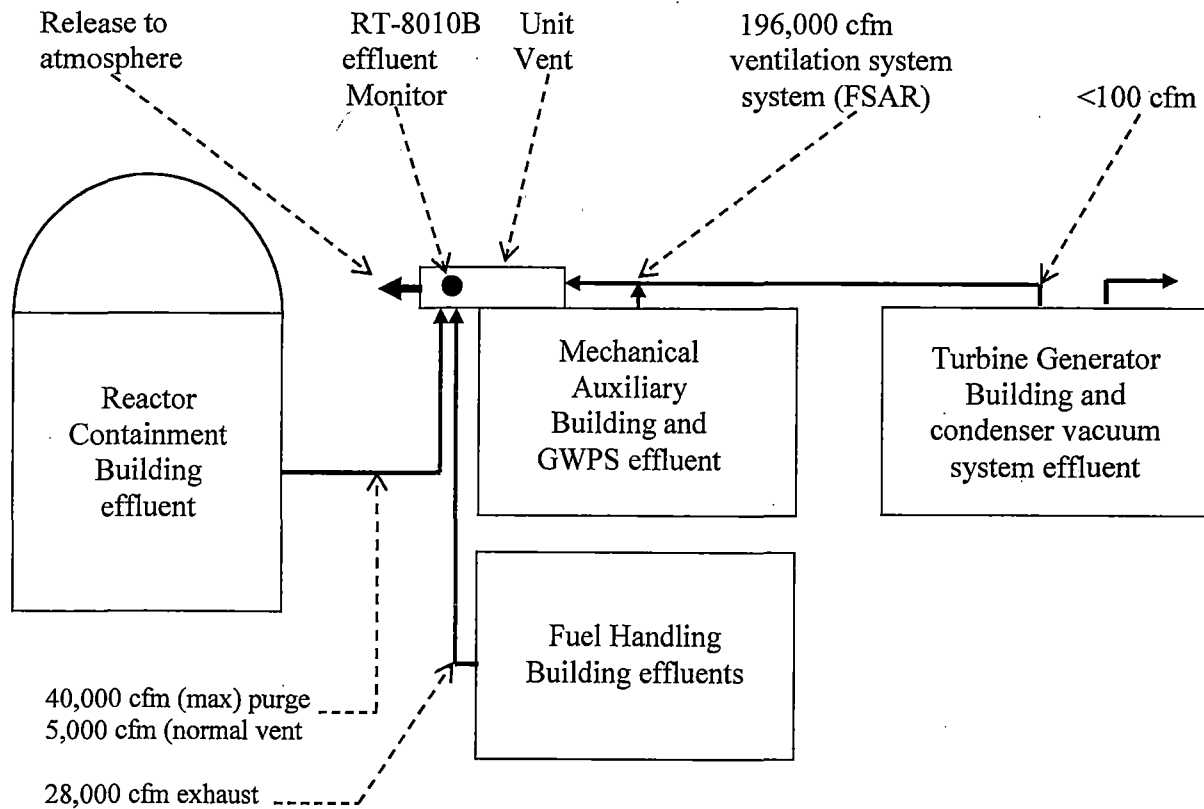 Release to
atmosphere
RT-8010B
effluent
Monitor
Unit
Vent
196,000 cfm
ventilation system
system (FSAR)
<100 cfm
Reactor
Containment
Building
effluent
Mechanical
Auxiliary
Building and
GWPS effluent
Turbine Generator
Building and
condenser vacuum
system effluent
Fuel Handling
Building effluents
40,000 cfm (max) purge
5,000 cfm (normal vent
28,000 cfm exhaust